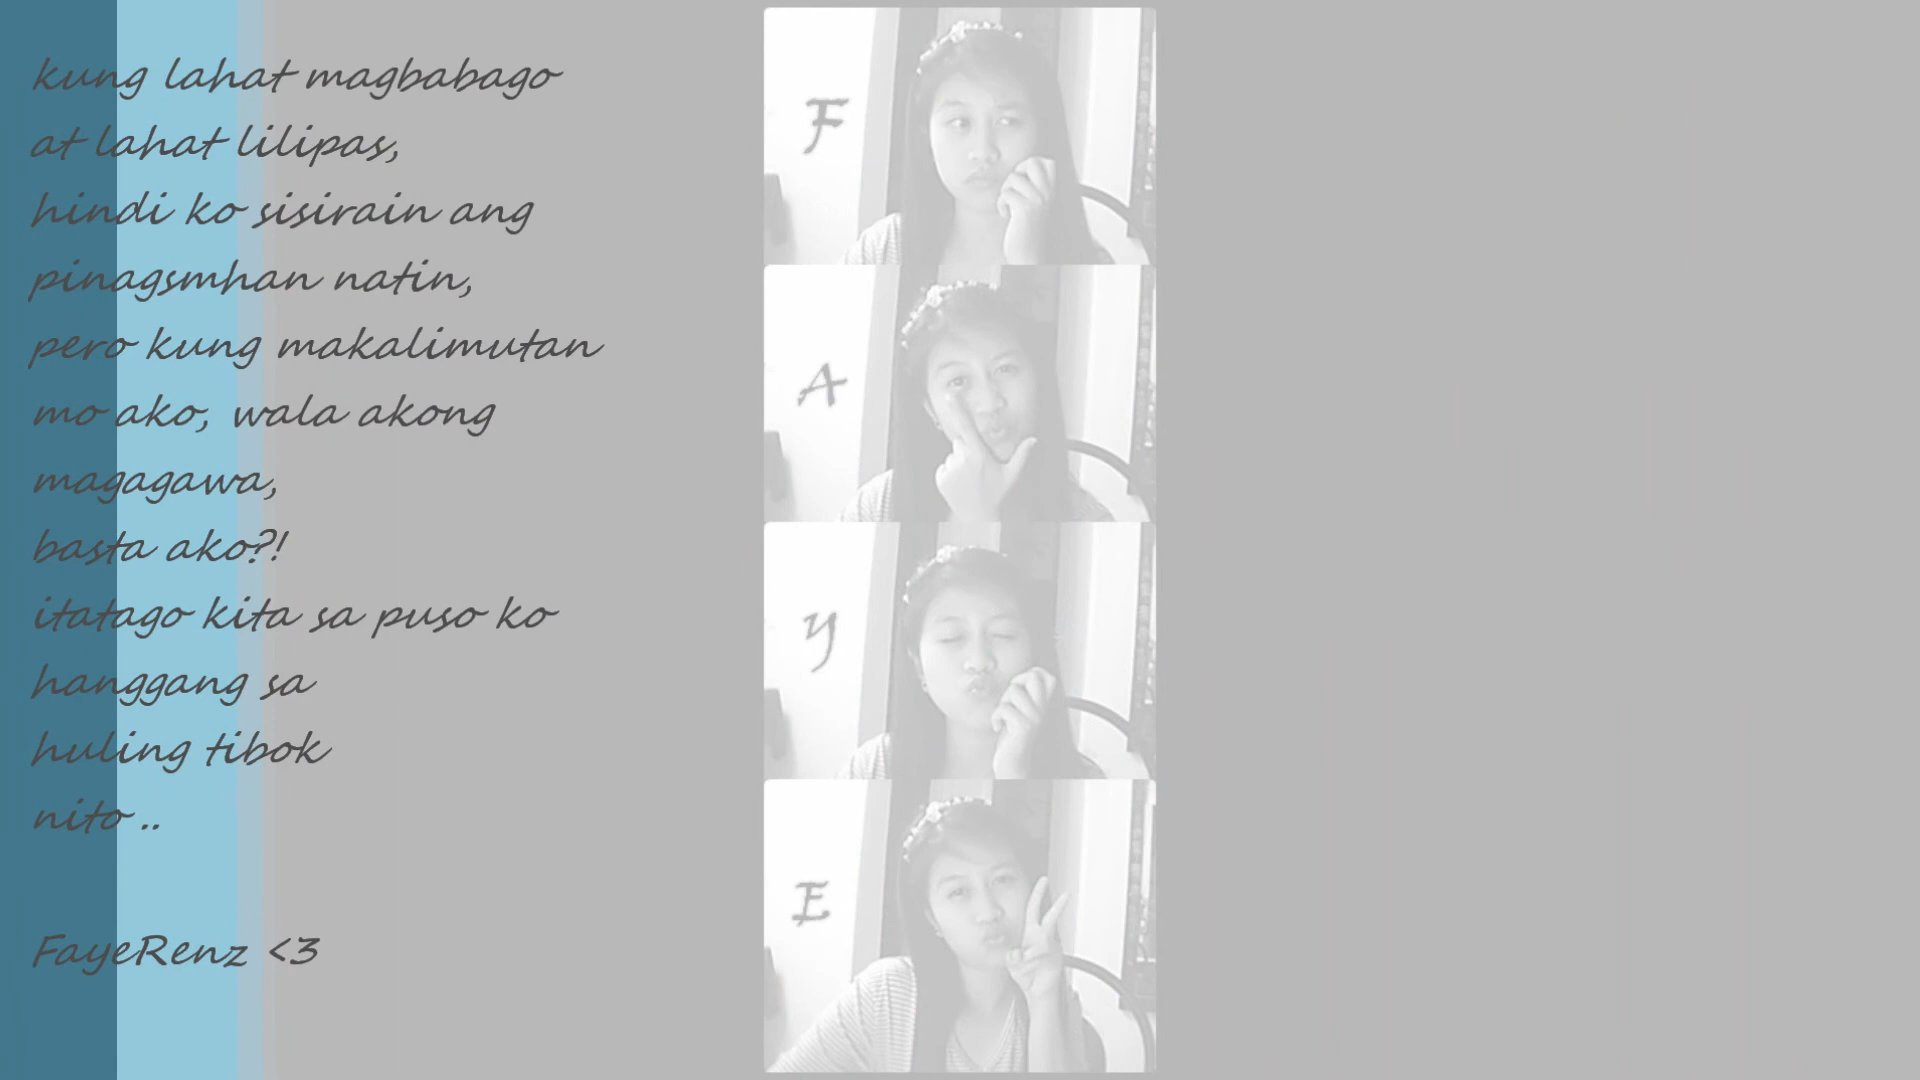 kung lahat magbabago
at lahat lilipas,
hindi ko sisirain ang
pinagsmhan natin,
pero kung makalimutan
mo ako, wala akong
magagawa,
basta ako?!
itatago kita sa puso ko
hanggang sa
huling tibok
nito ..
FayeRenz <3
F
A
Y
E